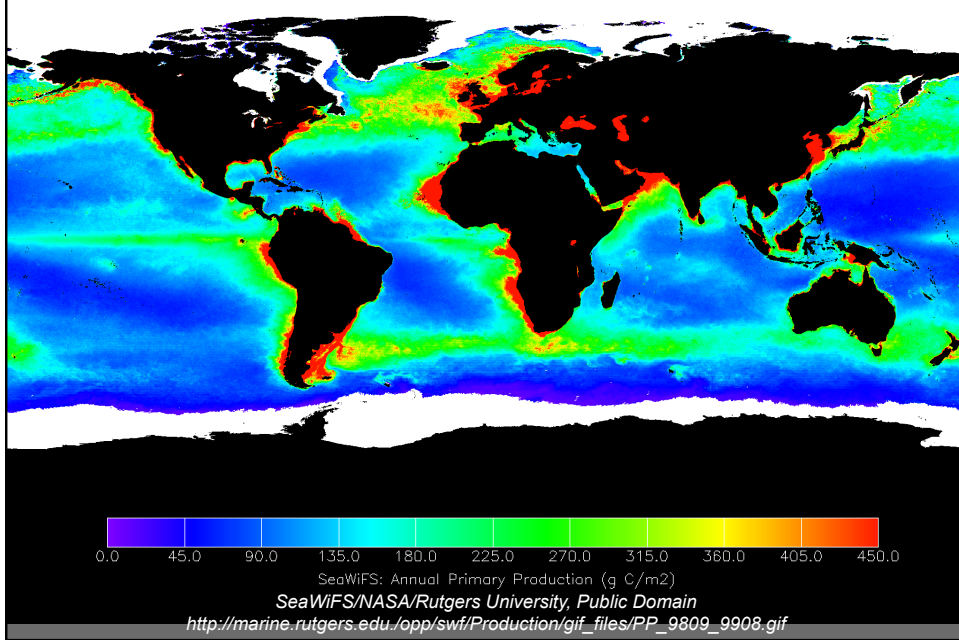 0.0 45.0 90.0 135.0 180.0 225.0 270.0 315.0 360.0 405.0 450.0
SeaWiFS: Annual Primary Production (g C/m2)
SeaWiFS/NASA/Rutgers University, Public Domain
http://marine.rutgers.edu./opp/swf/Production/gif_files/PP_9809_9908.gif